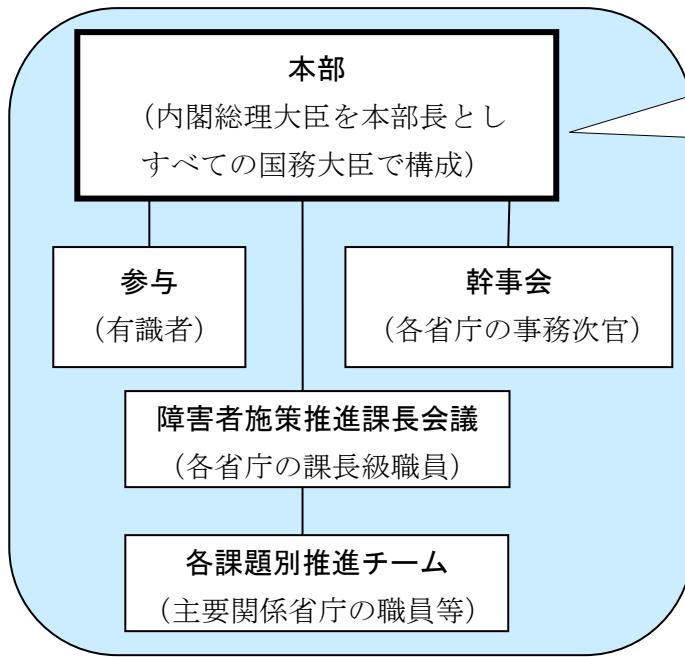 本部
（内閣総理大臣を本部長とし
すべての国務大臣で構成）
参与
（有識者）
幹事会
（各省庁の事務次官）
障害者施策推進課長会議
（各省庁の課長級職員）
各課題別推進チーム
（主要関係省庁の職員等）